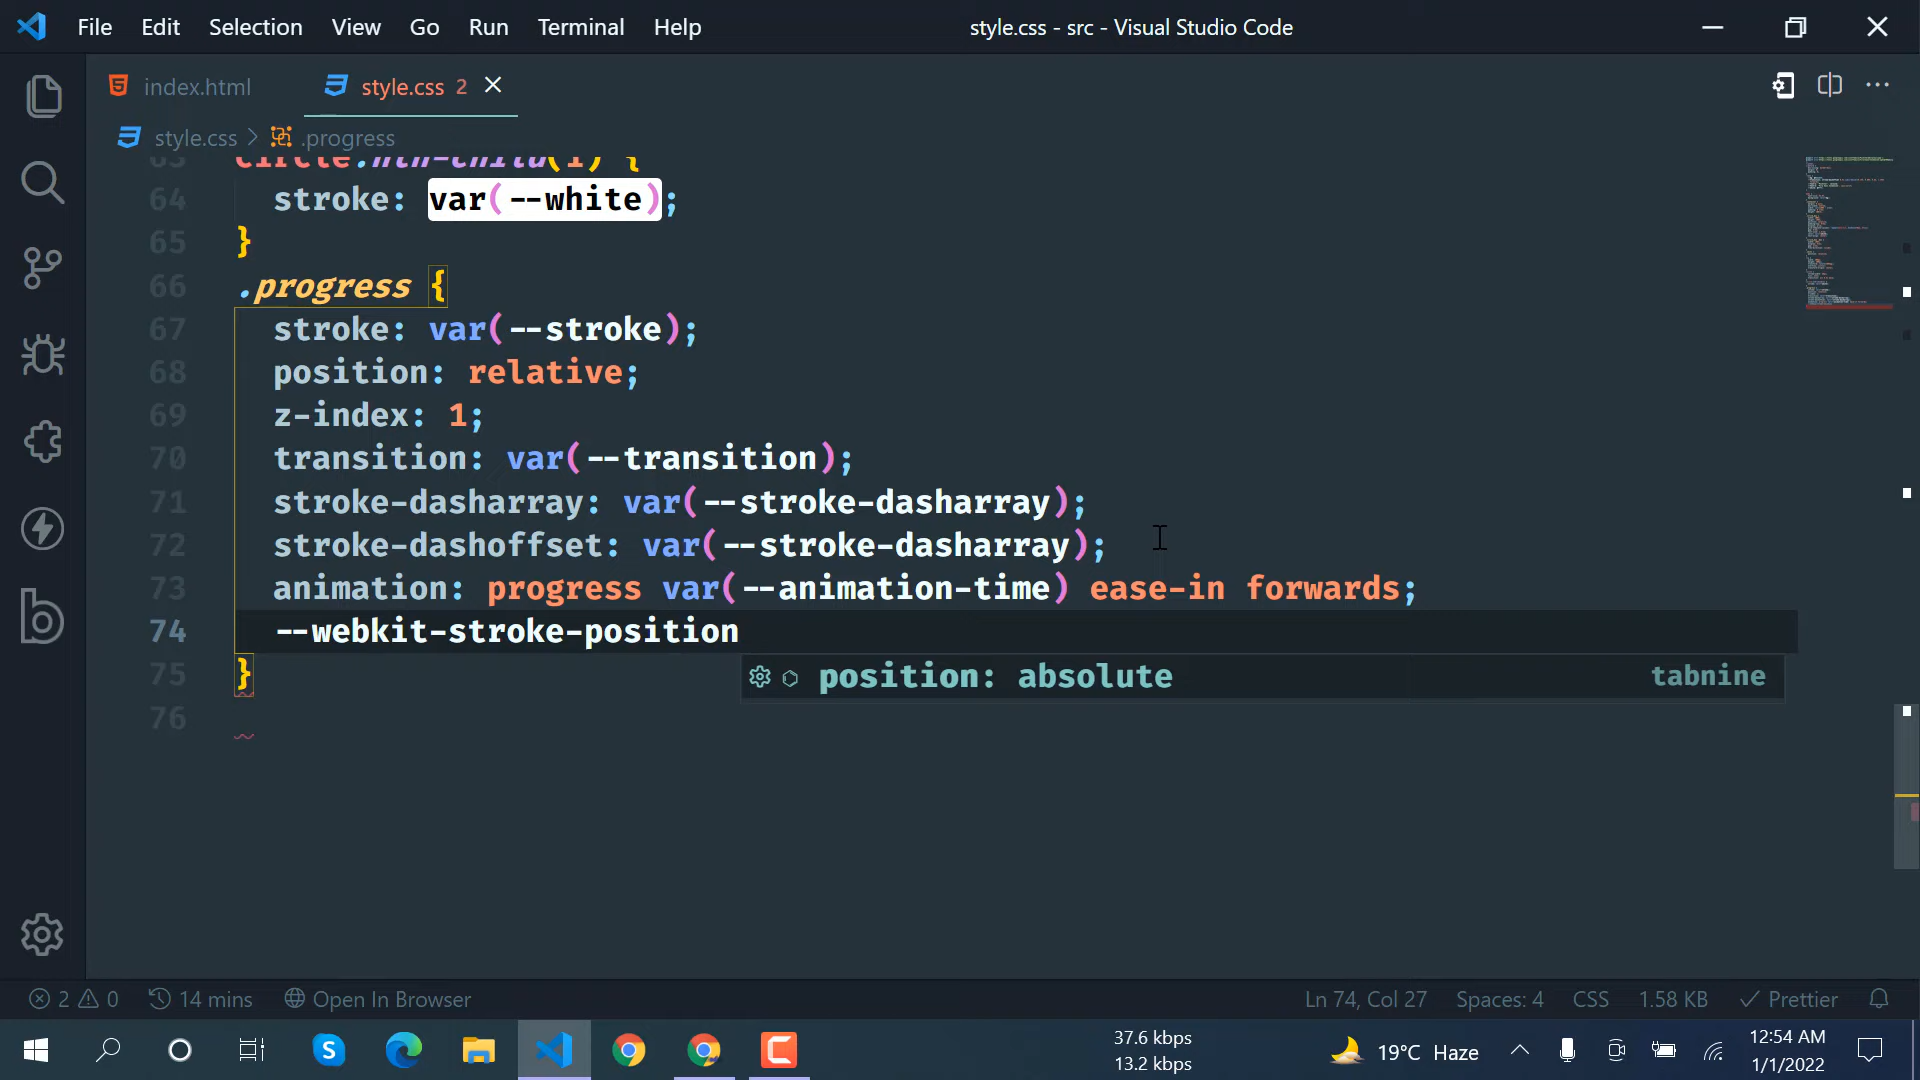 File Edit Selection View Go Run Terminal Help
style.css - src - Visual Studio Code
index.html
style.css 2
style.css > .progress
63 circle:nth-child(1) {
64 stroke: var(--white);
65 }
66 .progress {
67 stroke: var(--stroke);
68 position: relative;
69 z-index: 1;
70 transition: var(--transition);
71 stroke-dasharray: var(--stroke-dasharray);
72 stroke-dashoffset: var(--stroke-dasharray);
73 animation: progress var(--animation-time) ease-in forwards;
74 --webkit-stroke-position
position: absolute tabnine
75 }
76
2 0 14 mins Open In Browser
Ln 74, Col 27 Spaces: 4 CSS 1.58 KB Prettier
37.6 kbps
13.2 kbps
19°C Haze
12:54 AM
1/1/2022